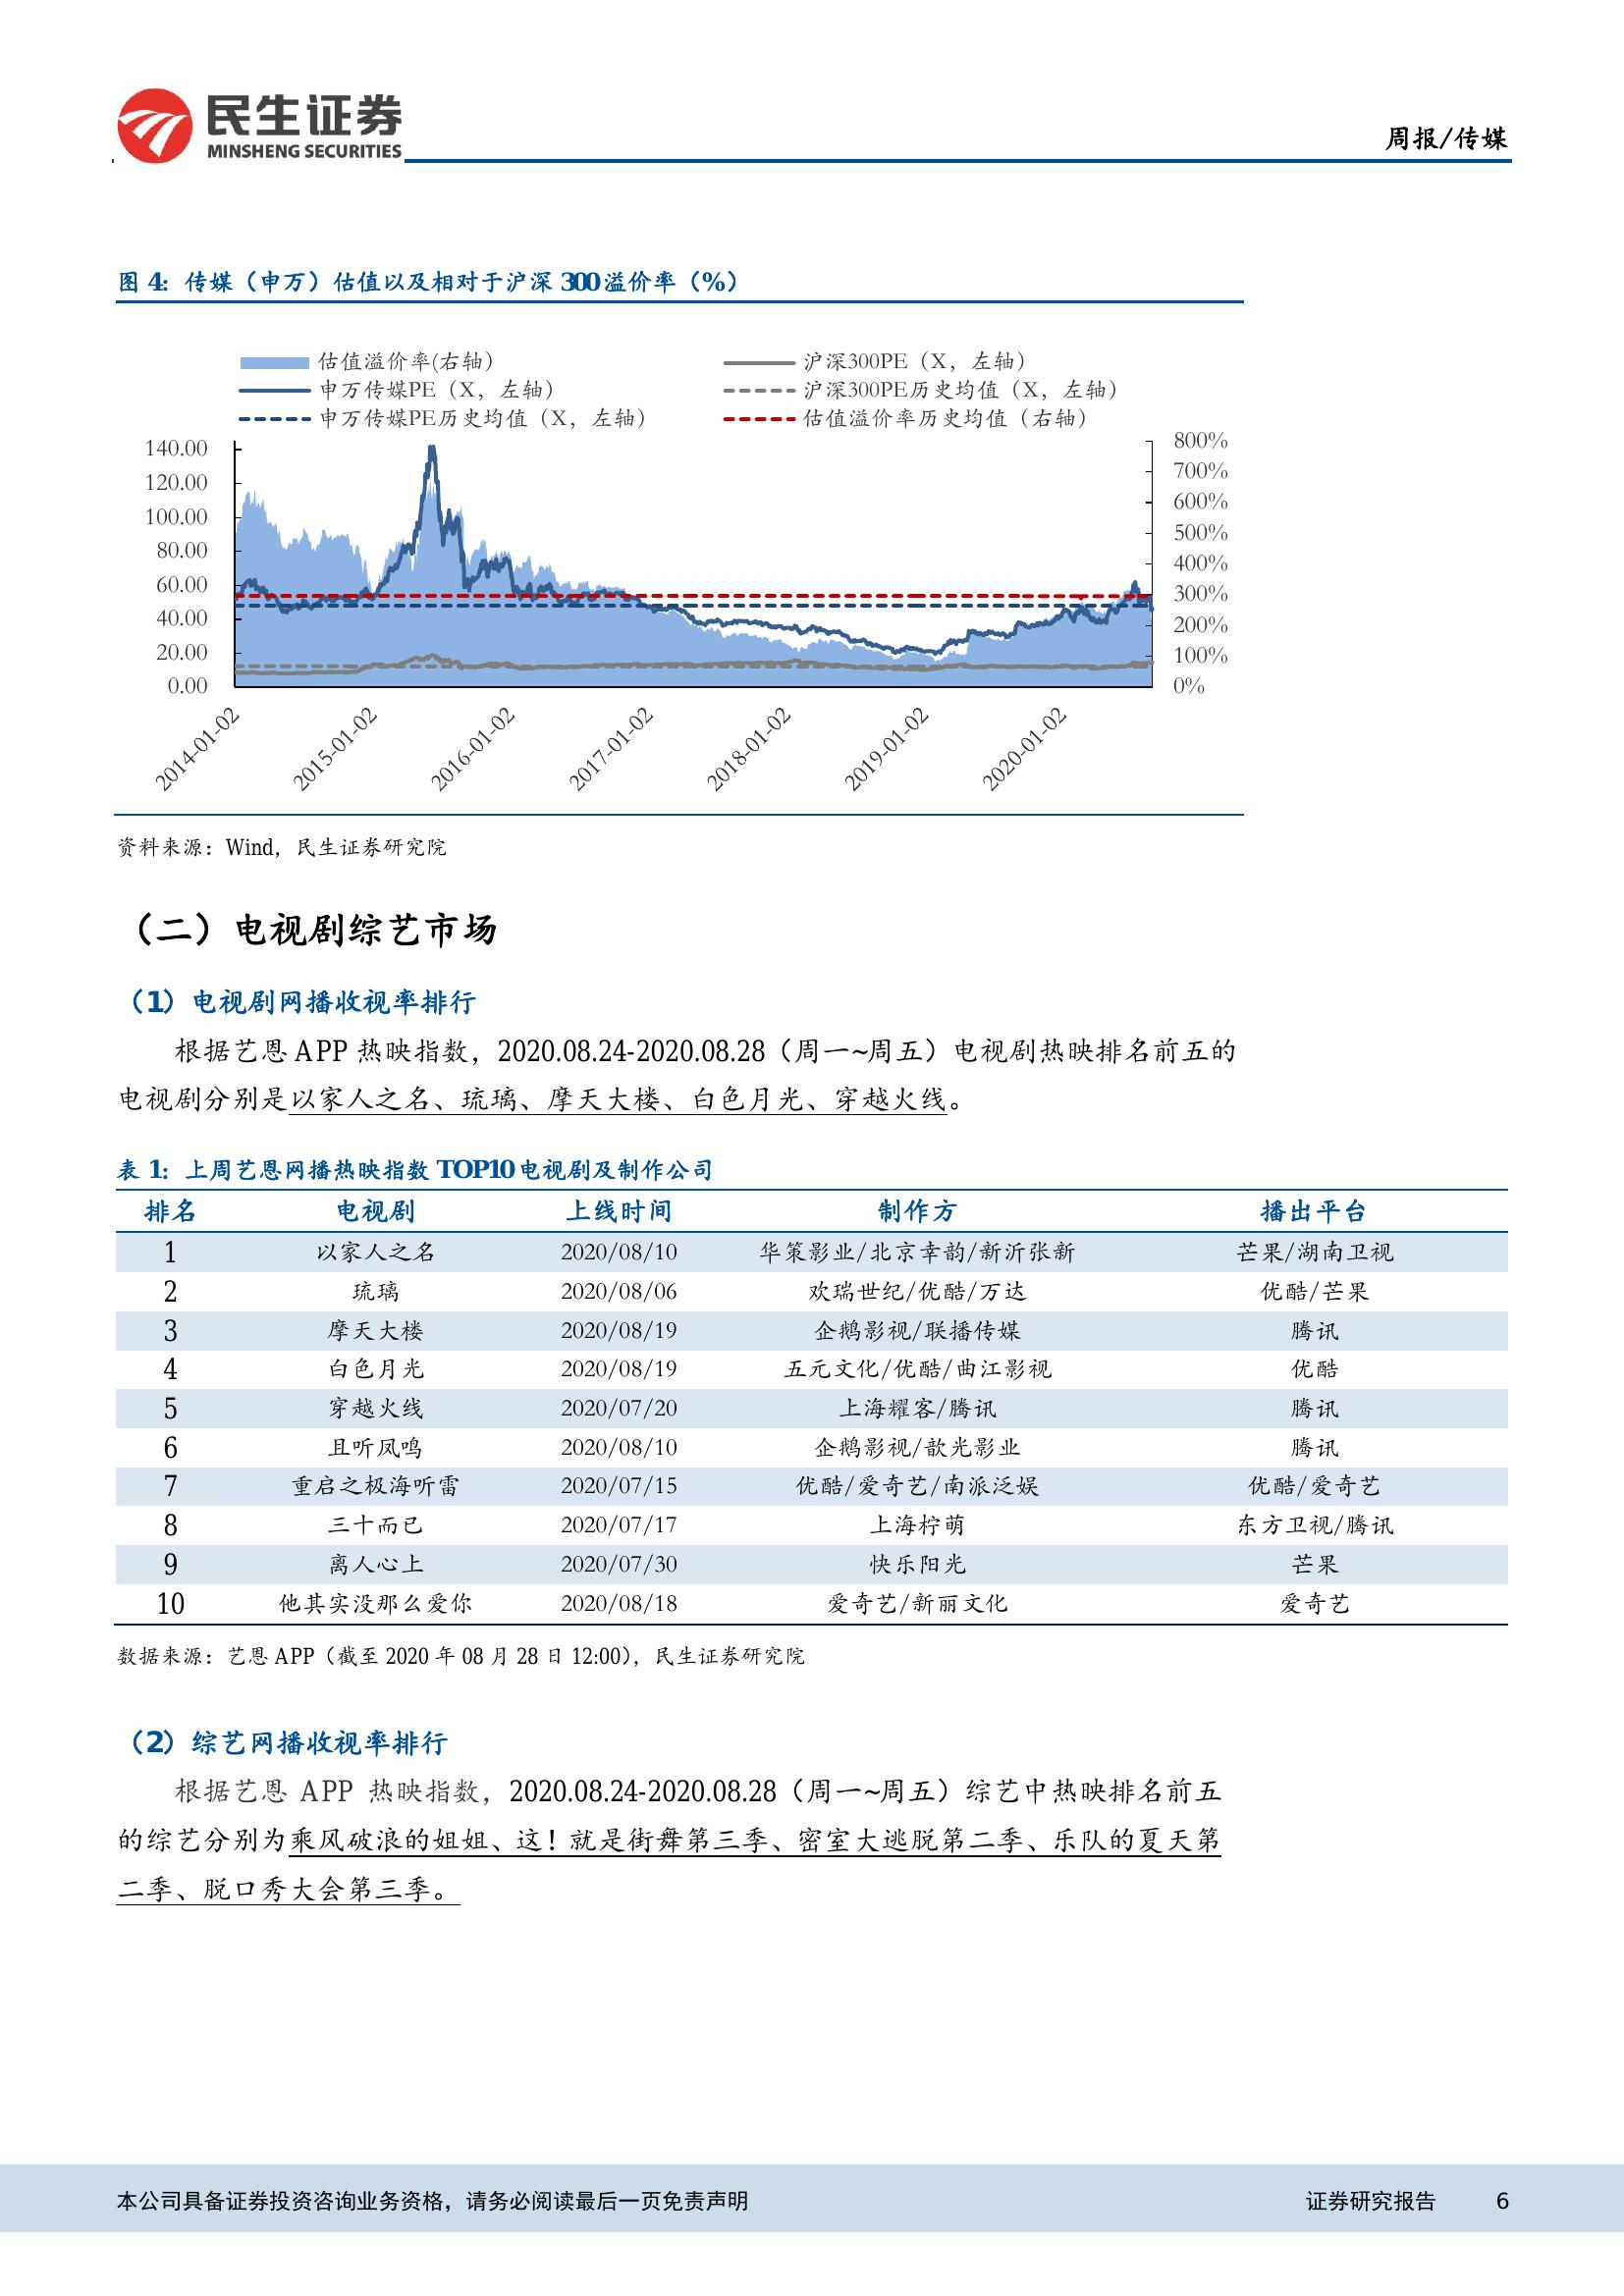 民生证券
MINSHENG SECURITIES
周报/传媒
图 4：传媒（申万）估值以及相对于沪深 300 溢价率（%）
估值溢价率(右轴)
沪深300PE（X，左轴）
申万传媒PE（X，左轴）
沪深300PE历史均值（X，左轴）
申万传媒PE历史均值（X，左轴）
估值溢价率历史均值（右轴）
140.00
120.00
100.00
80.00
60.00
40.00
20.00
0.00
800%
700%
600%
500%
400%
300%
200%
100%
0%
2014-01-02
2015-01-02
2016-01-02
2017-01-02
2018-01-02
2019-01-02
2020-01-02
资料来源：Wind，民生证券研究院
（二）电视剧综艺市场
（1）电视剧网播收视率排行
根据艺恩 APP 热映指数，2020.08.24-2020.08.28（周一~周五）电视剧热映排名前五的
电视剧分别是以家人之名、琉璃、摩天大楼、白色月光、穿越火线。
表 1：上周艺恩网播热映指数 TOP10 电视剧及制作公司
排名 电视剧 上线时间 制作方 播出平台
1 以家人之名 2020/08/10 华策影业/北京幸韵/新沂张新 芒果/湖南卫视
2 琉璃 2020/08/06 欢瑞世纪/优酷/万达 优酷/芒果
3 摩天大楼 2020/08/19 企鹅影视/联播传媒 腾讯
4 白色月光 2020/08/19 五元文化/优酷/曲江影视 优酷
5 穿越火线 2020/07/20 上海耀客/腾讯 腾讯
6 且听凤鸣 2020/08/10 企鹅影视/歆光影业 腾讯
7 重启之极海听雷 2020/07/15 优酷/爱奇艺/南派泛娱 优酷/爱奇艺
8 三十而已 2020/07/17 上海柠萌 东方卫视/腾讯
9 离人心上 2020/07/30 快乐阳光 芒果
10 他其实没那么爱你 2020/08/18 爱奇艺/新丽文化 爱奇艺
数据来源：艺恩 APP（截至 2020 年 08 月 28 日 12:00），民生证券研究院
（2）综艺网播收视率排行
根据艺恩 APP 热映指数，2020.08.24-2020.08.28（周一~周五）综艺中热映排名前五
的综艺分别为乘风破浪的姐姐、这！就是街舞第三季、密室大逃脱第二季、乐队的夏天第
二季、脱口秀大会第三季。
本公司具备证券投资咨询业务资格，请务必阅读最后一页免责声明
证券研究报告 6